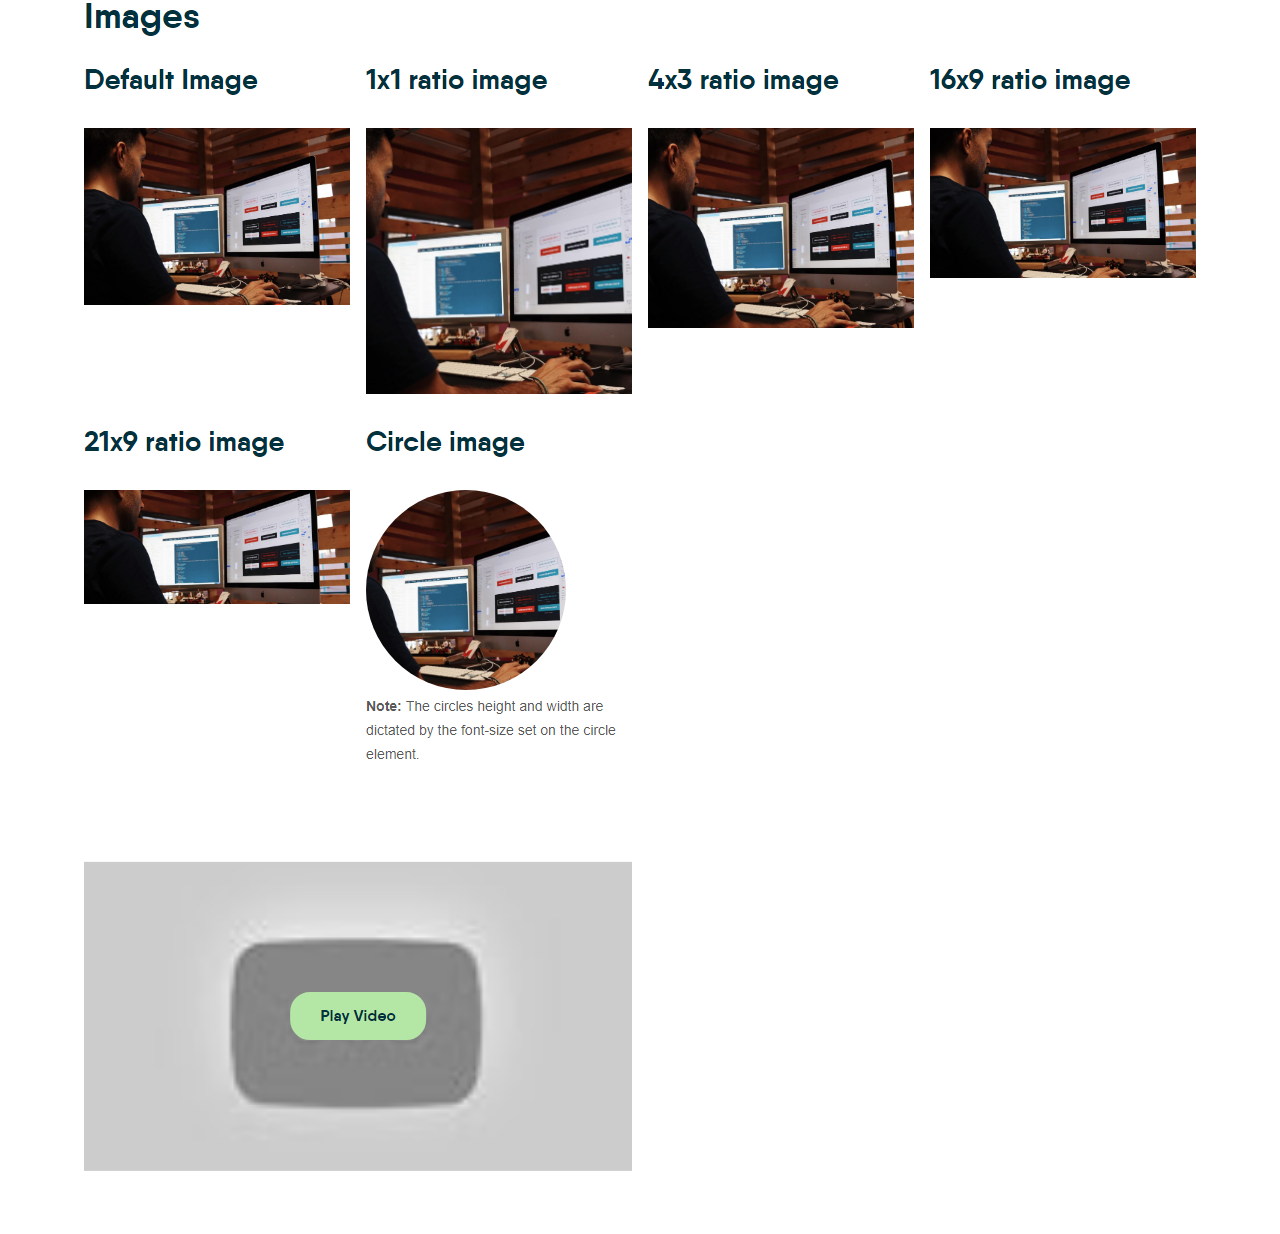 Images
Default Image
1x1 ratio image
4x3 ratio image
16x9 ratio image
21x9 ratio image
Circle image
Note: The circles height and width are
dictated by the font-size set on the circle
element.
Play Video